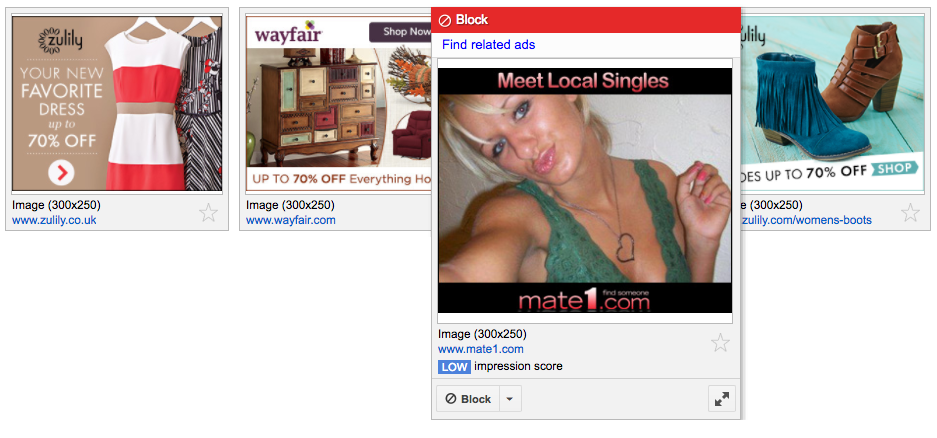 zulily
YOUR NEW
FAVORITE
DRESS
up to
70% OFF
Image (300x250)
www.zulily.co.uk
wayfair
Shop Now
UP TO 70% OFF Everything Ho
Image (300x250)
www.wayfair.com
Block
Find related ads
Meet Local Singles
find someone
mate1.com
Image (300x250)
www.mate1.com
LOW impression score
Block
ily
OES UP TO 70% OFF SHOP
e (300x250)
zulily.com/womens-boots